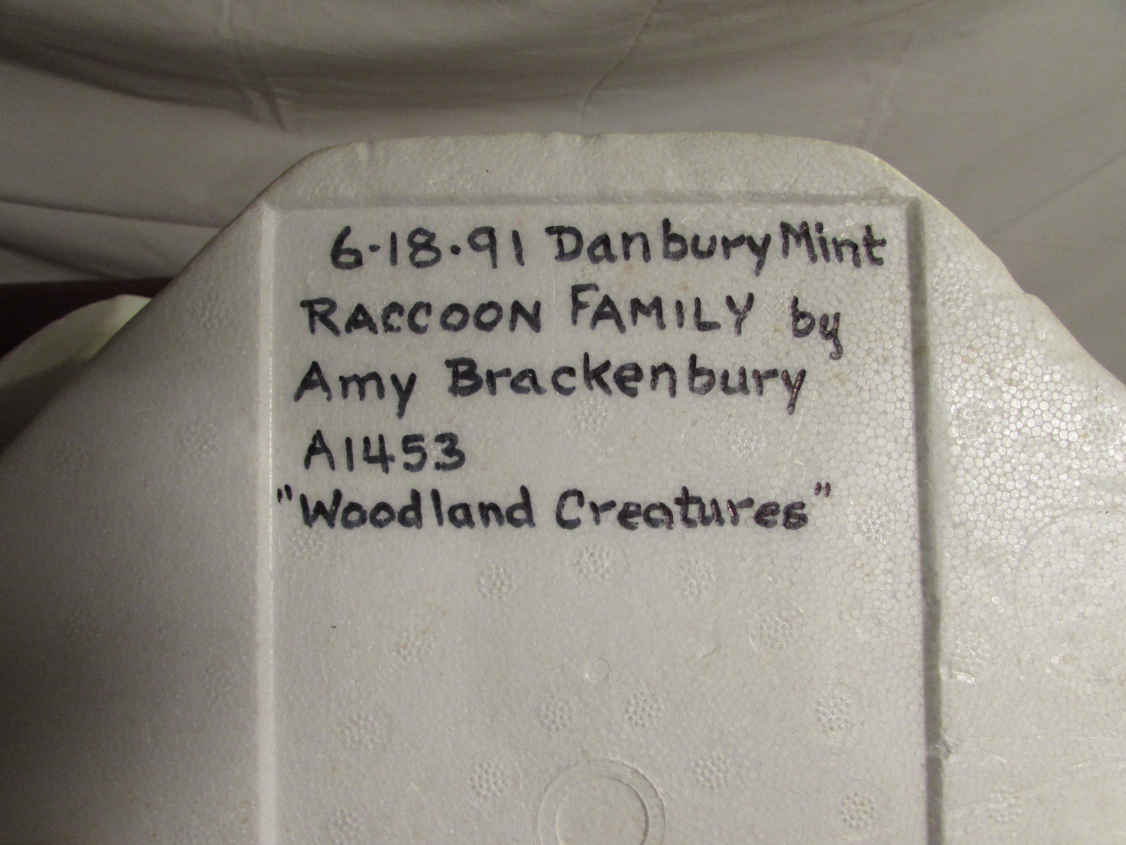 6-18-91 Danbury Mint
RACCOON FAMILY by
Amy Brackenbury
A1453
"Woodland Creatures"